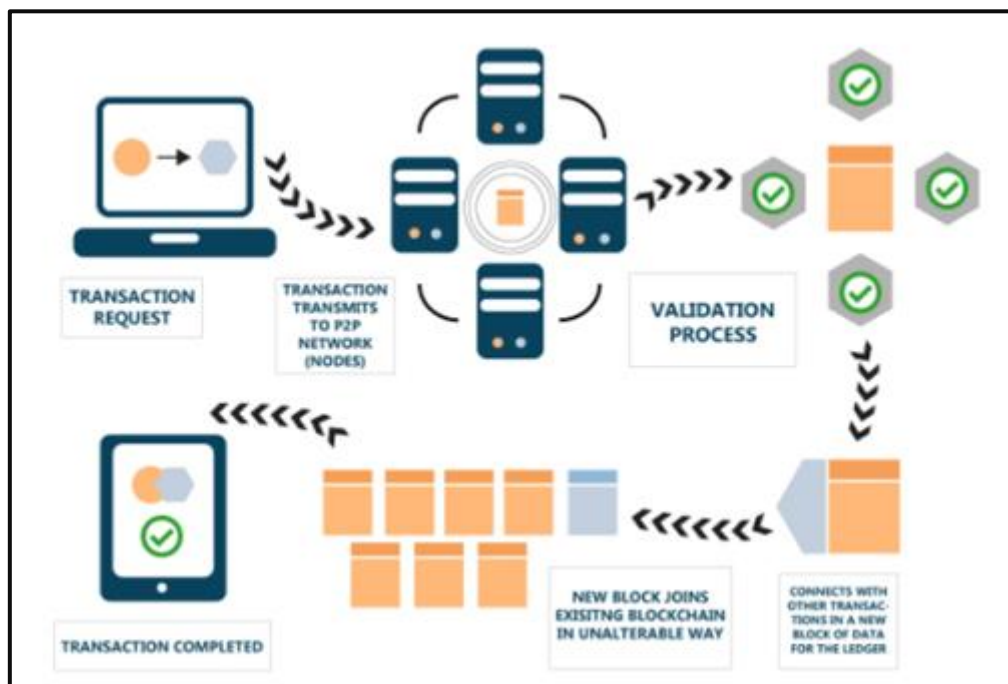 TRANSACTION
REQUEST
TRANSACTION
TRANSMITS
TO P2P
NETWORK
(NODES)
VALIDATION
PROCESS
TRANSACTION COMPLETED
NEW BLOCK JOINS
EXISITNG BLOCKCHAIN
IN UNALTERABLE WAY
CONNECTS WITH
OTHER TRANSAC-
TIONS IN A NEW
BLOCK OF DATA
FOR THE LEDGER